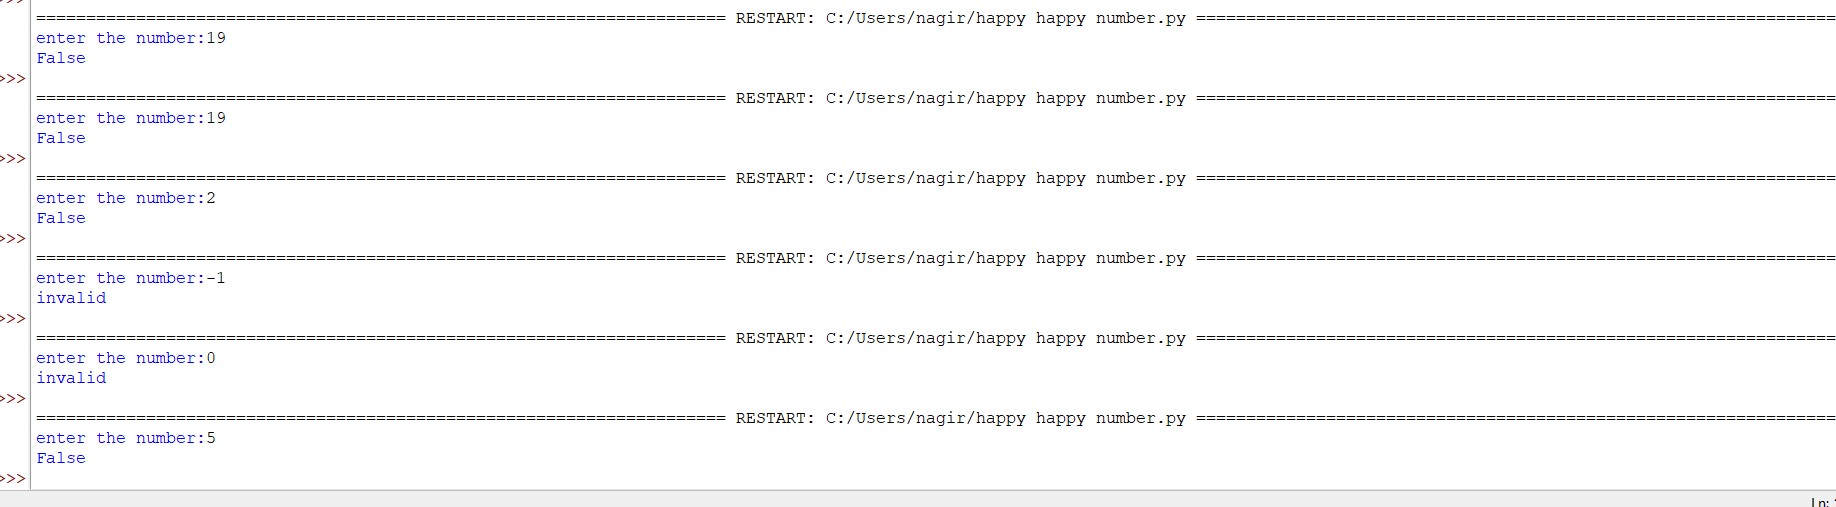 >>>
===================================================================== RESTART: C:/Users/nagir/happy happy number.py ================================================================
enter the number:19
False
>>>
===================================================================== RESTART: C:/Users/nagir/happy happy number.py ================================================================
enter the number:19
False
>>>
===================================================================== RESTART: C:/Users/nagir/happy happy number.py ================================================================
enter the number:2
False
>>>
===================================================================== RESTART: C:/Users/nagir/happy happy number.py ================================================================
enter the number:-1
invalid
>>>
===================================================================== RESTART: C:/Users/nagir/happy happy number.py ================================================================
enter the number:0
invalid
>>>
===================================================================== RESTART: C:/Users/nagir/happy happy number.py ================================================================
enter the number:5
False
>>>
Ln: